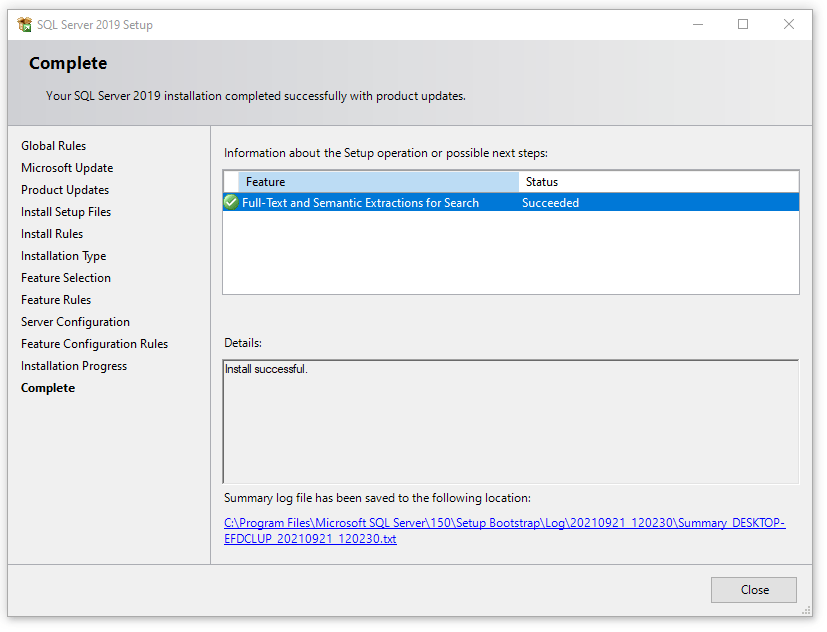 SQL Server 2019 Setup
Complete
Your SQL Server 2019 installation completed successfully with product updates.
Global Rules
Microsoft Update
Product Updates
Install Setup Files
Install Rules
Installation Type
Feature Selection
Feature Rules
Server Configuration
Feature Configuration Rules
Installation Progress
Complete
Information about the Setup operation or possible next steps:
Feature Status
Full-Text and Semantic Extractions for Search Succeeded
Details:
Install successful.
Summary log file has been saved to the following location:
C:\Program Files\Microsoft SQL Server\150\Setup Bootstrap\Log\20210921_120230\Summary_DESKTOP-
EFDCLUP_20210921_120230.txt
Close